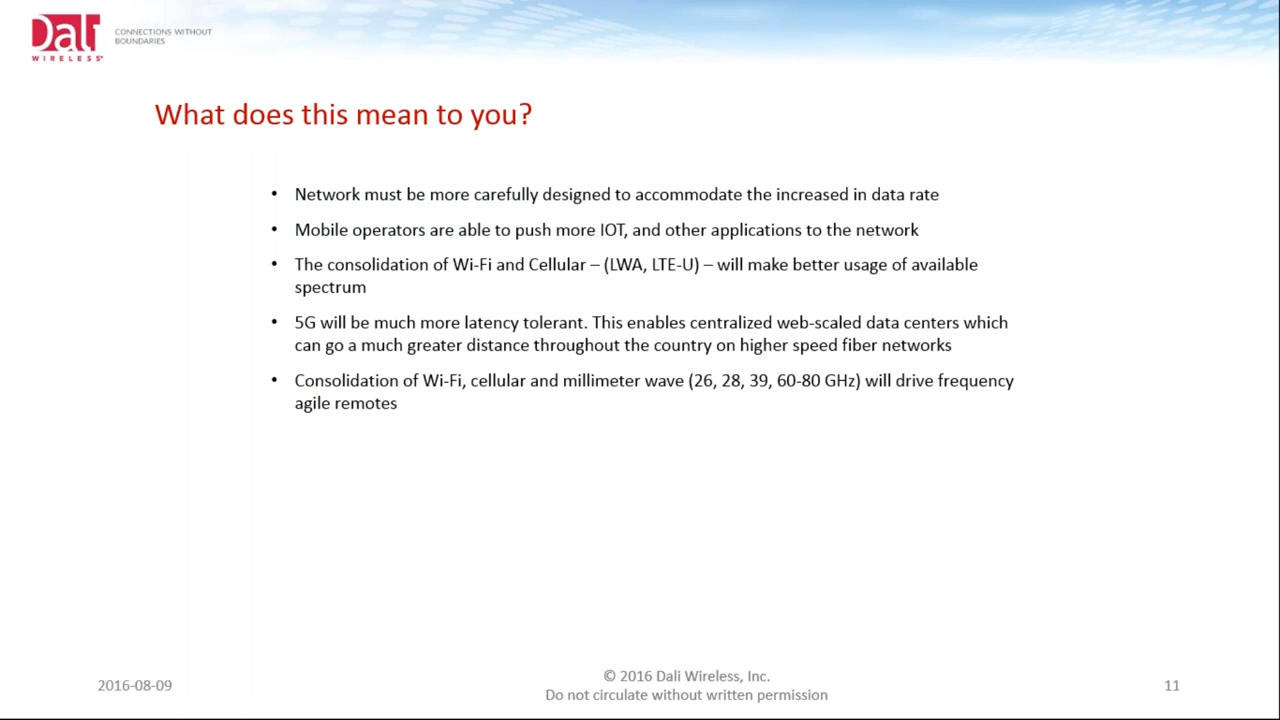 Dali
WIRELESS
CONNECTIONS WITHOUT
BOUNDARIES
What does this mean to you?
• Network must be more carefully designed to accommodate the increased in data rate
• Mobile operators are able to push more IOT, and other applications to the network
• The consolidation of Wi-Fi and Cellular – (LWA, LTE-U) – will make better usage of available
spectrum
• 5G will be much more latency tolerant. This enables centralized web-scaled data centers which
can go a much greater distance throughout the country on higher speed fiber networks
• Consolidation of Wi-Fi, cellular and millimeter wave (26, 28, 39, 60-80 GHz) will drive frequency
agile remotes
2016-08-09
© 2016 Dali Wireless, Inc.
Do not circulate without written permission
11